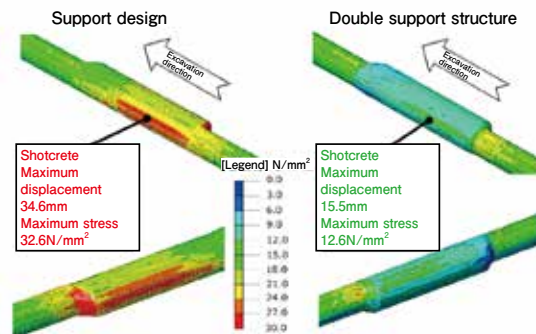 Support design
Double support structure
Excavation
direction
Excavation
direction
Shotcrete
Maximum
displacement
34.6mm
Maximum stress
32.6N/mm²
[Legend] N/mm²
0.0
3.0
6.0
9.0
12.0
15.0
18.0
21.0
24.0
27.0
30.0
Shotcrete
Maximum
displacement
15.5mm
Maximum stress
12.6N/mm²